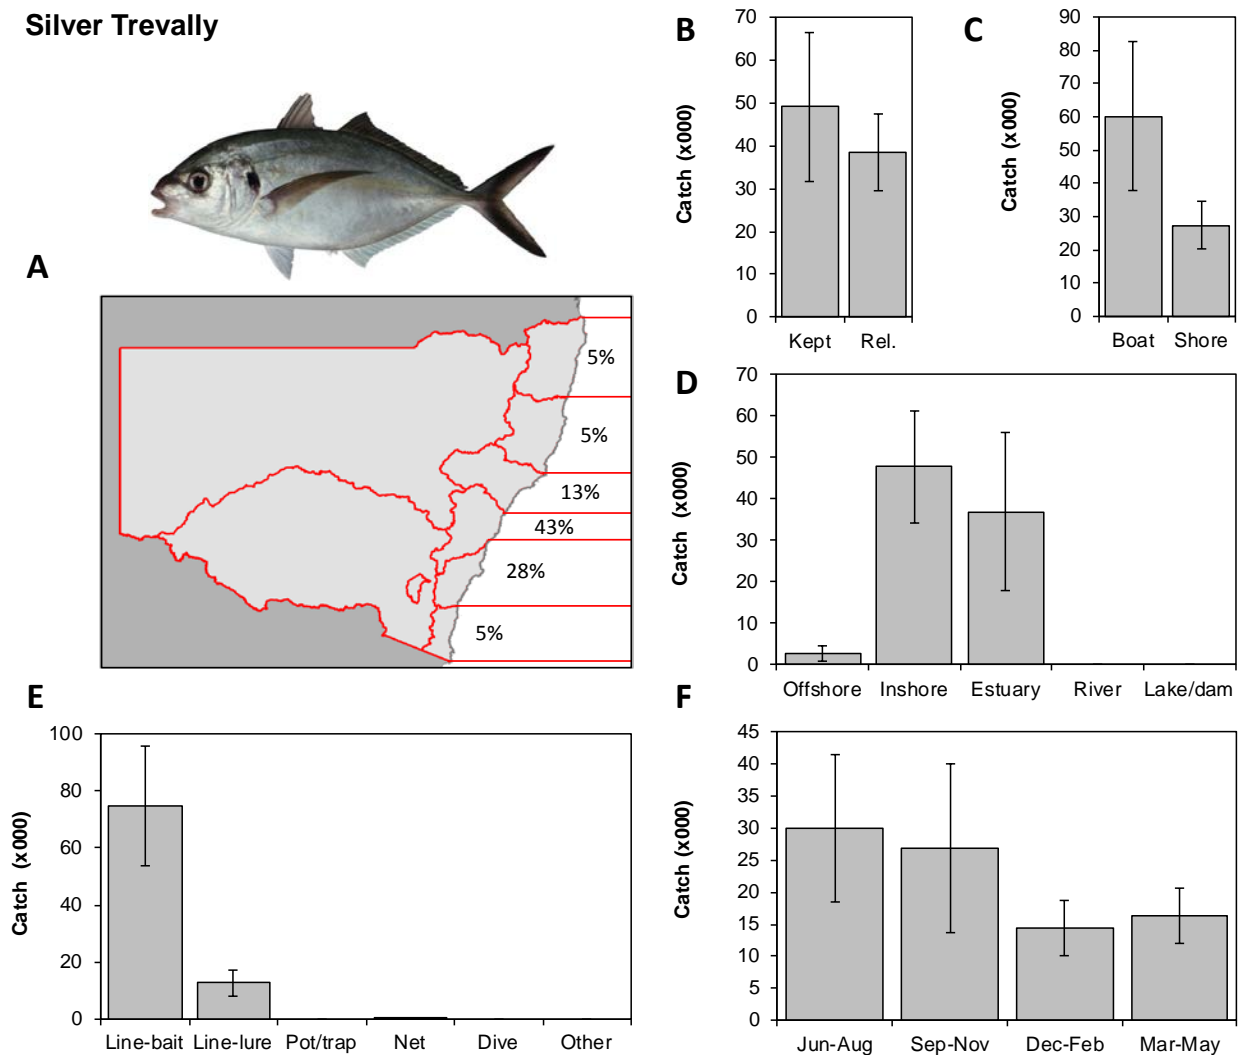 Silver Trevally
A
5%
5%
13%
43%
28%
5%
B
Catch (x000)
70
60
50
40
30
20
10
0
Kept Rel.
C
Catch (x000)
90
80
70
60
50
40
30
20
10
0
Boat Shore
D
Catch (x000)
70
60
50
40
30
20
10
0
Offshore Inshore Estuary River Lake/dam
E
Catch (x000)
100
80
60
40
20
0
Line-bait Line-lure Pot/trap Net Dive Other
F
Catch (x000)
45
40
35
30
25
20
15
10
5
0
Jun-Aug Sep-Nov Dec-Feb Mar-May